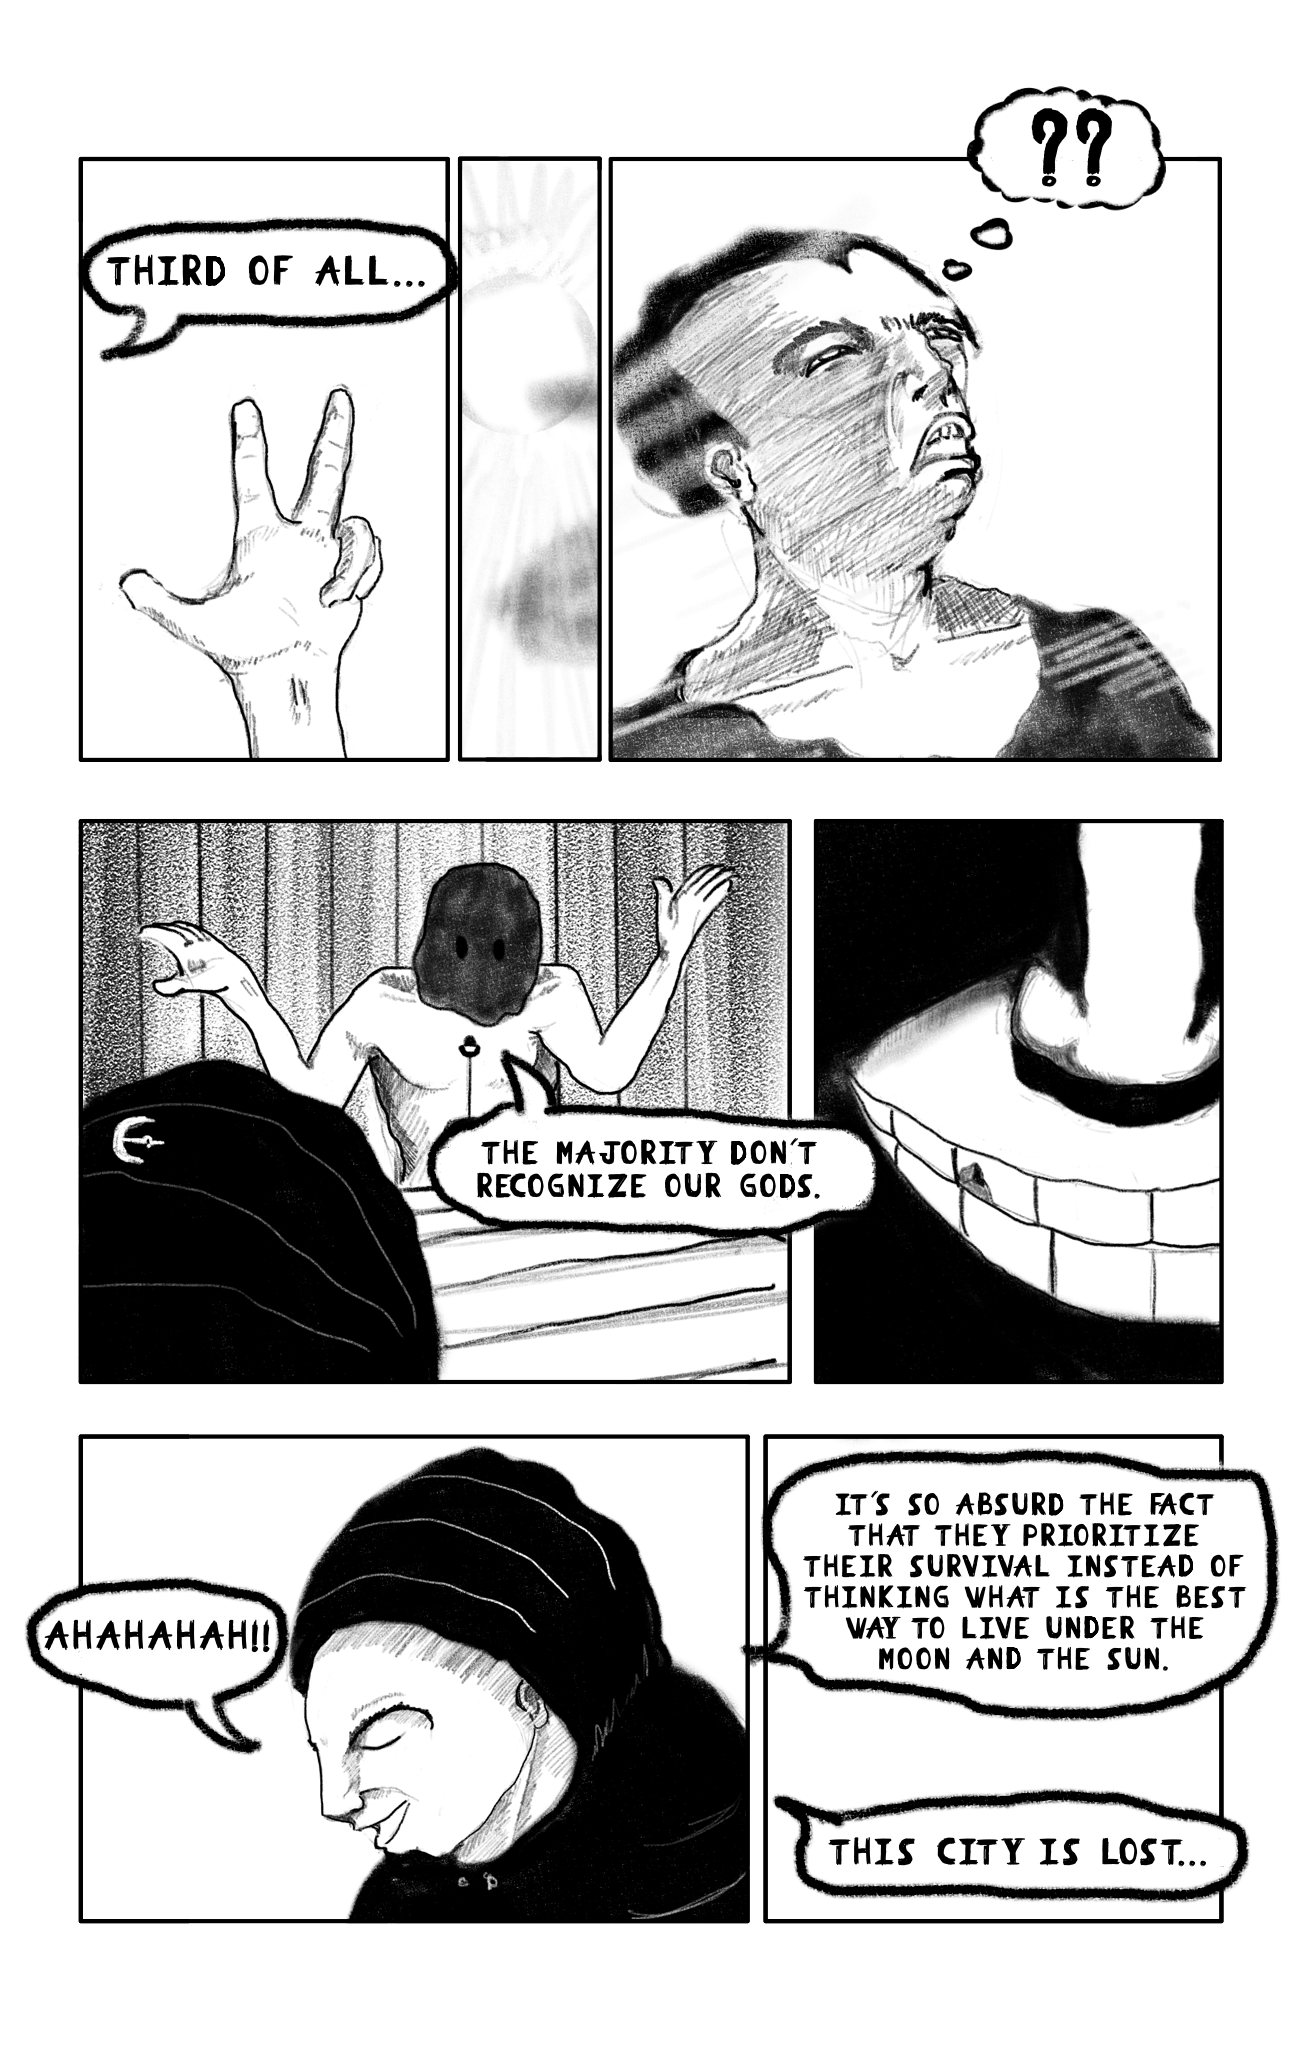 THIRD OF ALL...
??
THE MAJORITY DON'T
RECOGNIZE OUR GODS.
AHAHAHAH!!
IT'S SO ABSURD THE FACT
THAT THEY PRIORITIZE
THEIR SURVIVAL INSTEAD OF
THINKING WHAT IS THE BEST
WAY TO LIVE UNDER THE
MOON AND THE SUN.
THIS CITY IS LOST...